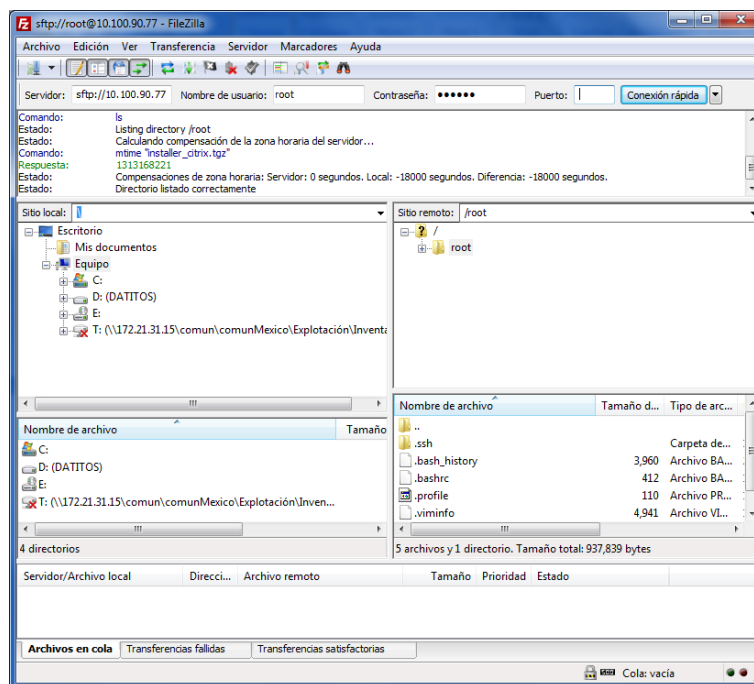 sftp://root@10.100.90.77 - FileZilla
Archivo Edición Ver Transferencia Servidor Marcadores Ayuda
Servidor: sftp://10.100.90.77 Nombre de usuario: root Contraseña: ●●●●●● Puerto: Conexión rápida
Comando: ls
Estado: Listing directory /root
Estado: Calculando compensación de la zona horaria del servidor...
Comando: mtime "installer_citrix.tgz"
Respuesta: 1313168221
Estado: Compensaciones de zona horaria: Servidor: 0 segundos. Local: -18000 segundos. Diferencia: -18000 segundos.
Estado: Directorio listado correctamente
Sitio local: \
Escritorio
Mis documentos
Equipo
C:
D: (DATITOS)
E:
T: (\\172.21.31.15\comun\comunMexico\Explotación\Inventa
Nombre de archivo Tamaño
C:
D: (DATITOS)
E:
T: (\\172.21.31.15\comun\comunMexico\Explotación\Inven...
4 directorios
Sitio remoto: /root
/
root
Nombre de archivo Tamaño d... Tipo de arc...
..
.ssh Carpeta de...
.bash_history 3,960 Archivo BA...
.bashrc 412 Archivo BA...
.profile 110 Archivo PR...
.viminfo 4,941 Archivo VI...
5 archivos y 1 directorio. Tamaño total: 937,839 bytes
Servidor/Archivo local Direcci... Archivo remoto Tamaño Prioridad Estado
Archivos en cola Transferencias fallidas Transferencias satisfactorias
Cola: vacía